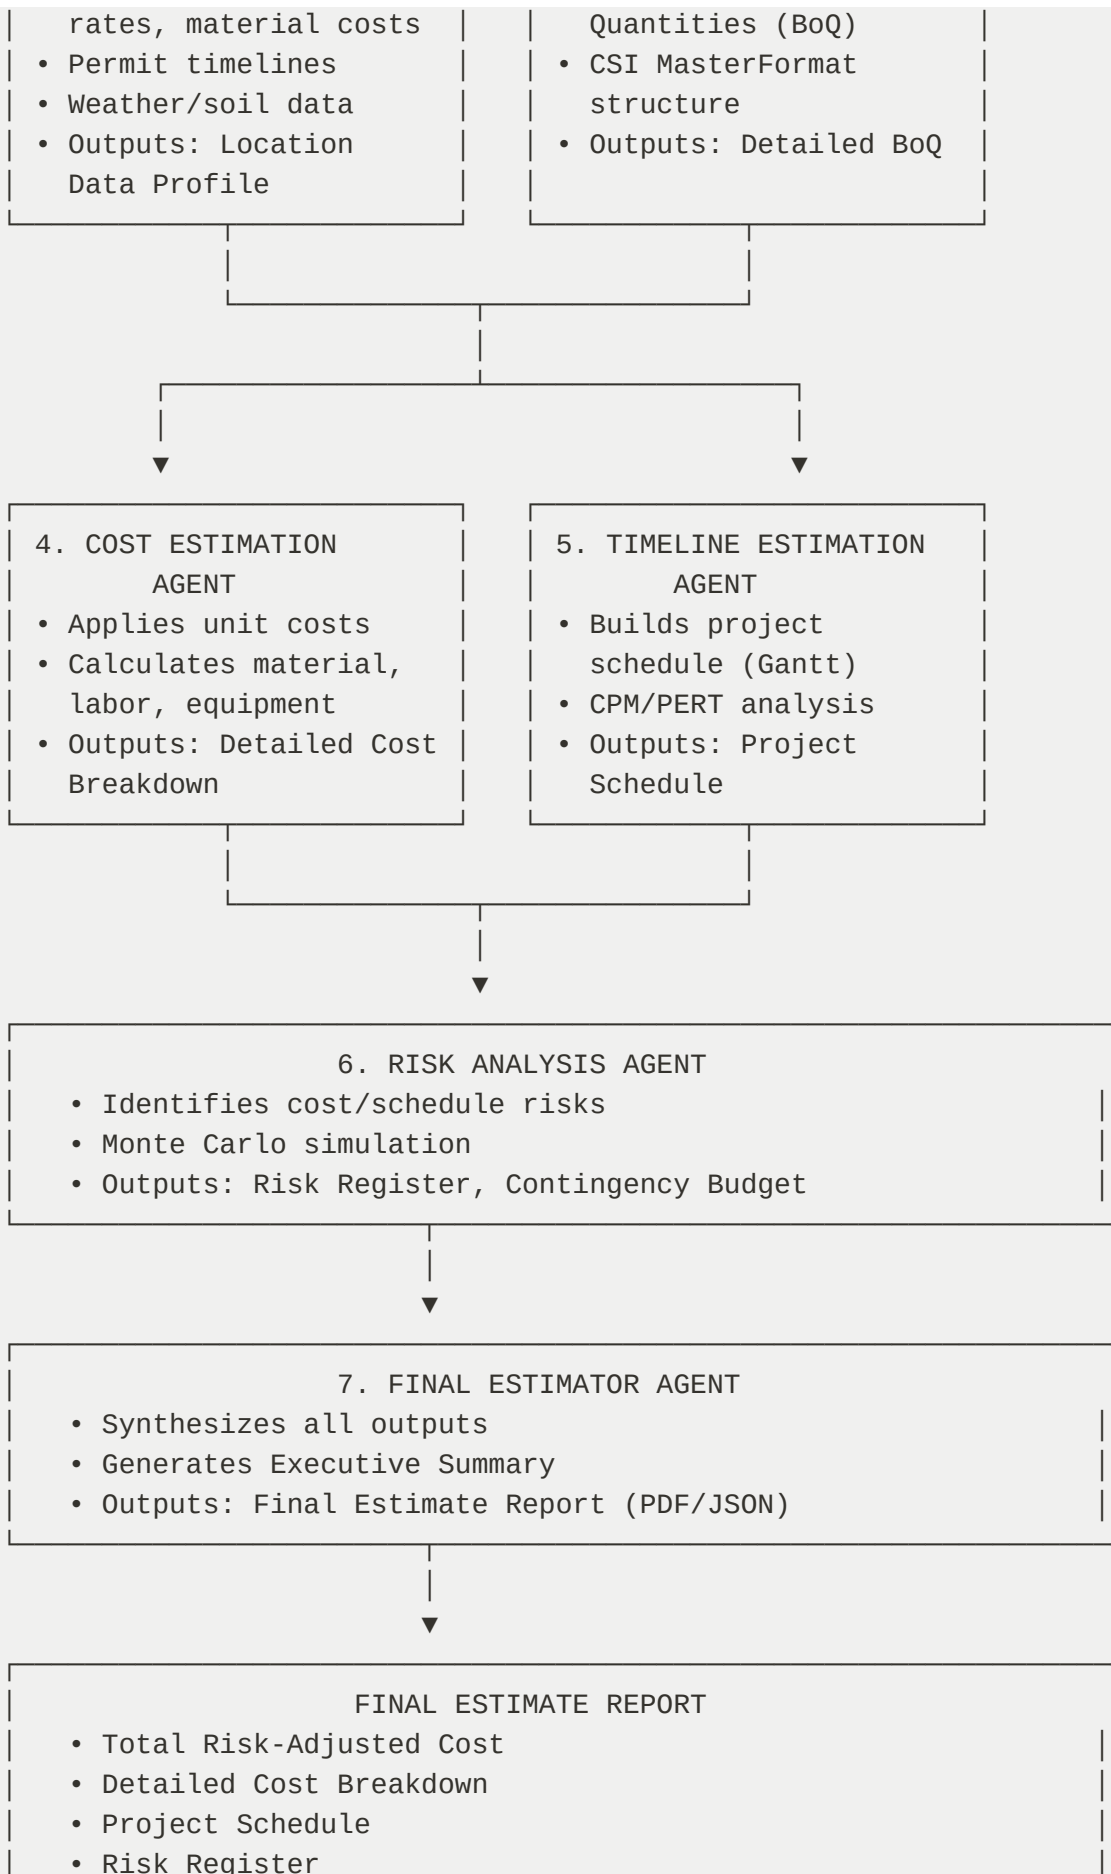 rates, material costs
• Permit timelines
• Weather/soil data
• Outputs: Location
Data Profile
Quantities (BoQ)
• CSI MasterFormat
structure
• Outputs: Detailed BoQ
4. COST ESTIMATION
AGENT
• Applies unit costs
• Calculates material,
labor, equipment
• Outputs: Detailed Cost
Breakdown
5. TIMELINE ESTIMATION
AGENT
• Builds project
schedule (Gantt)
• CPM/PERT analysis
• Outputs: Project
Schedule
6. RISK ANALYSIS AGENT
• Identifies cost/schedule risks
• Monte Carlo simulation
• Outputs: Risk Register, Contingency Budget
7. FINAL ESTIMATOR AGENT
• Synthesizes all outputs
• Generates Executive Summary
• Outputs: Final Estimate Report (PDF/JSON)
FINAL ESTIMATE REPORT
• Total Risk-Adjusted Cost
• Detailed Cost Breakdown
• Project Schedule
• Risk Register